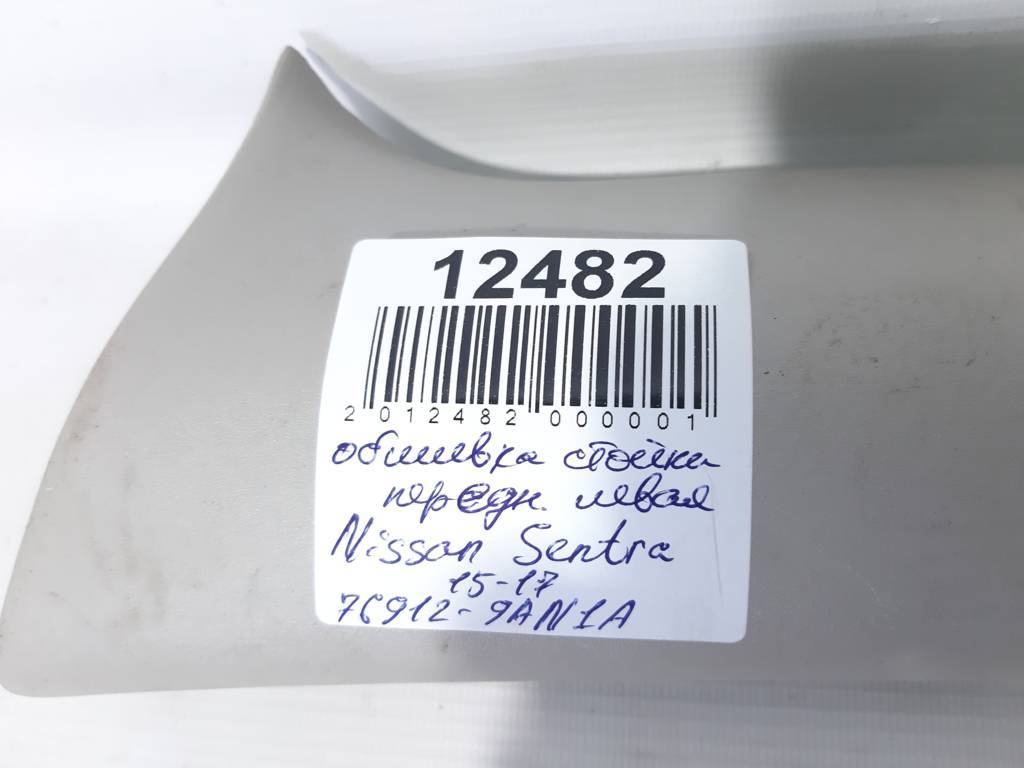 12482
2 012482 000001
обшивка стойки
передн. левая
Nissan Sentra
15-17
76912-9AN1A